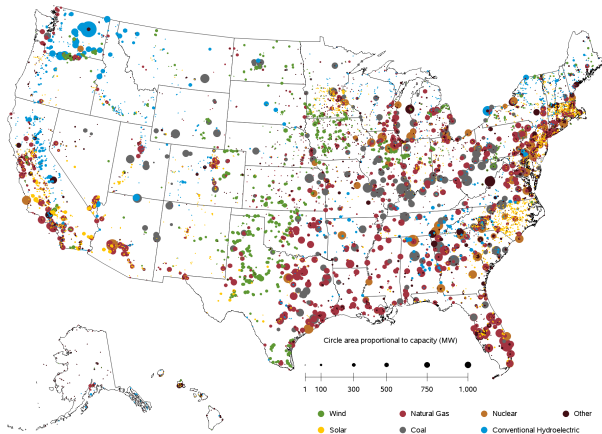 Circle area proportional to capacity (MW)
1 100 300 500 750 1,000
Wind Natural Gas Nuclear Other
Solar Coal Conventional Hydroelectric